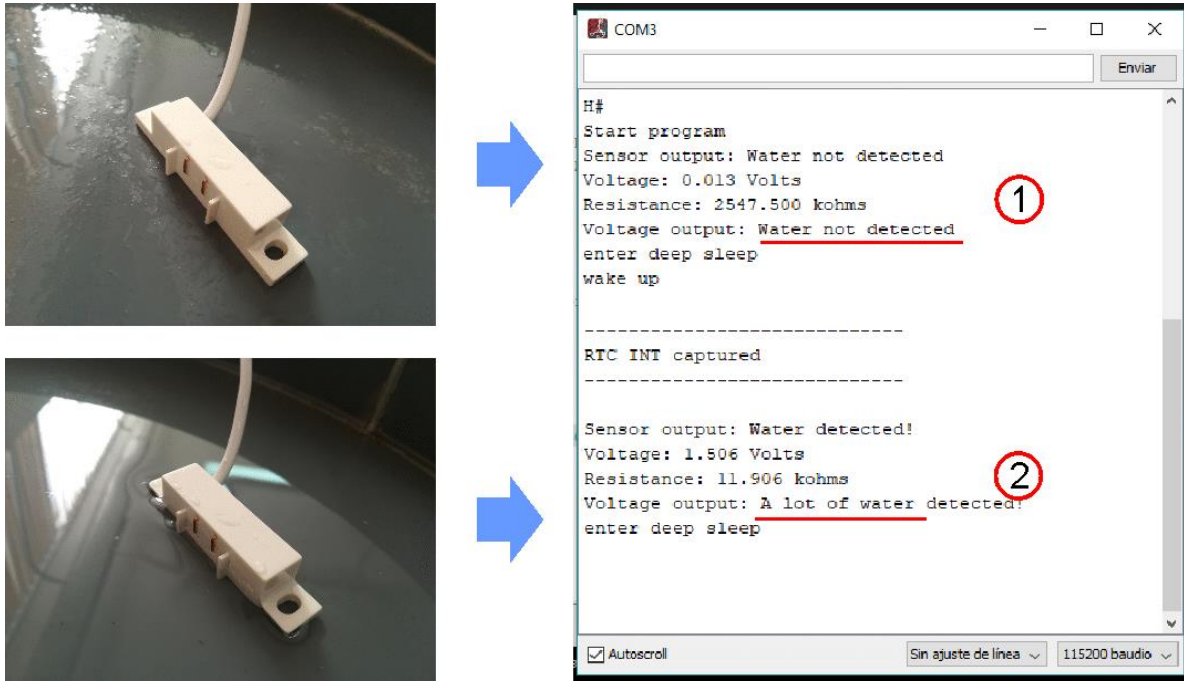 COM3
Enviar
H#
Start program
Sensor output: Water not detected
Voltage: 0.013 Volts
Resistance: 2547.500 kohms
Voltage output: Water not detected
enter deep sleep
wake up
-----------------------------
RTC INT captured
-----------------------------
Sensor output: Water detected!
Voltage: 1.506 Volts
Resistance: 11.906 kohms
Voltage output: A lot of water detected!
enter deep sleep
1
2
Autoscroll
Sin ajuste de línea
115200 baudio